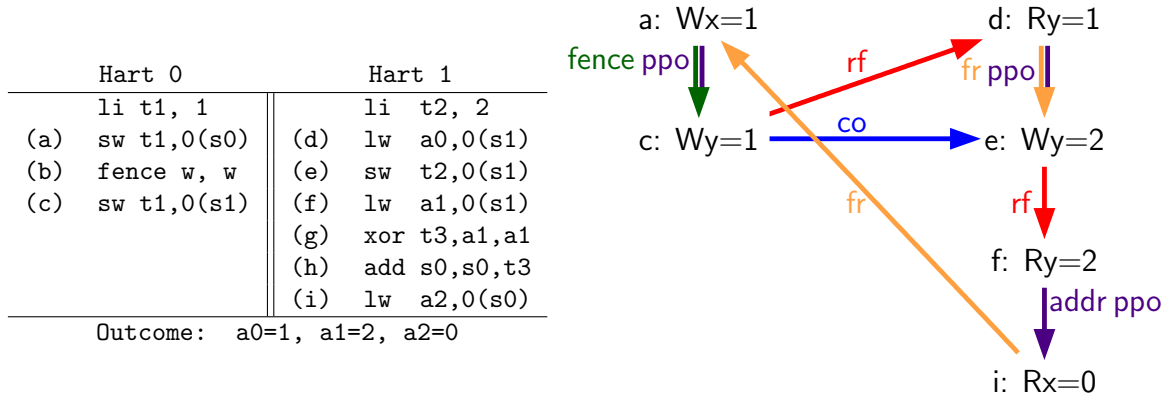 Hart 0 Hart 1
li t1, 1 li t2, 2
(a) sw t1,0(s0) (d) lw a0,0(s1)
(b) fence w, w (e) sw t2,0(s1)
(c) sw t1,0(s1) (f) lw a1,0(s1)
(g) xor t3,a1,a1
(h) add s0,s0,t3
(i) lw a2,0(s0)
Outcome: a0=1, a1=2, a2=0
a: Wx=1 d: Ry=1
fence ppo rf fr ppo
c: Wy=1 co e: Wy=2
fr rf
f: Ry=2
addr ppo
i: Rx=0